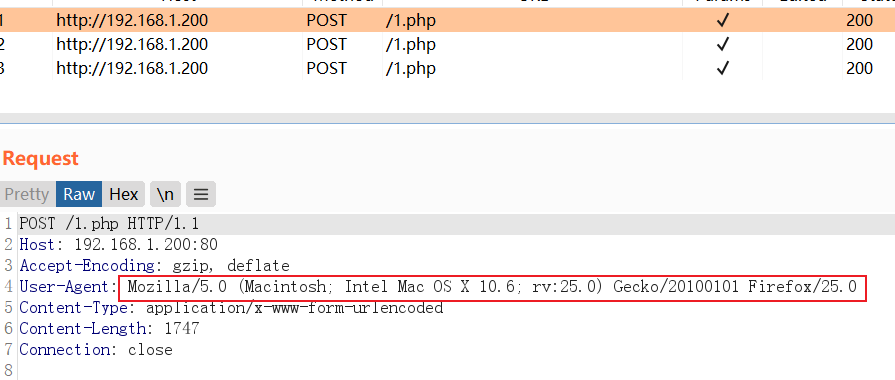 1 http://192.168.1.200 POST /1.php ✓ 200
2 http://192.168.1.200 POST /1.php ✓ 200
3 http://192.168.1.200 POST /1.php ✓ 200
Request
Pretty Raw Hex \n ≡
1 POST /1.php HTTP/1.1
2 Host: 192.168.1.200:80
3 Accept-Encoding: gzip, deflate
4 User-Agent: Mozilla/5.0 (Macintosh; Intel Mac OS X 10.6; rv:25.0) Gecko/20100101 Firefox/25.0
5 Content-Type: application/x-www-form-urlencoded
6 Content-Length: 1747
7 Connection: close
8